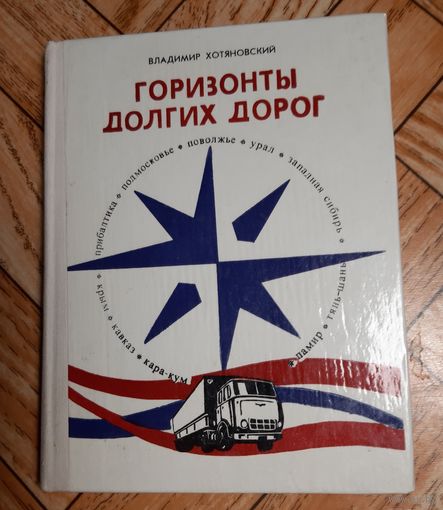 ВЛАДИМИР ХОТЯНОВСКИЙ
ГОРИЗОНТЫ
ДОЛГИХ ДОРОГ
кара-кум • кавказ • крым • прибалтика • подмосковье • поволжье • урал • западная сибирь • тянь-шань • памир